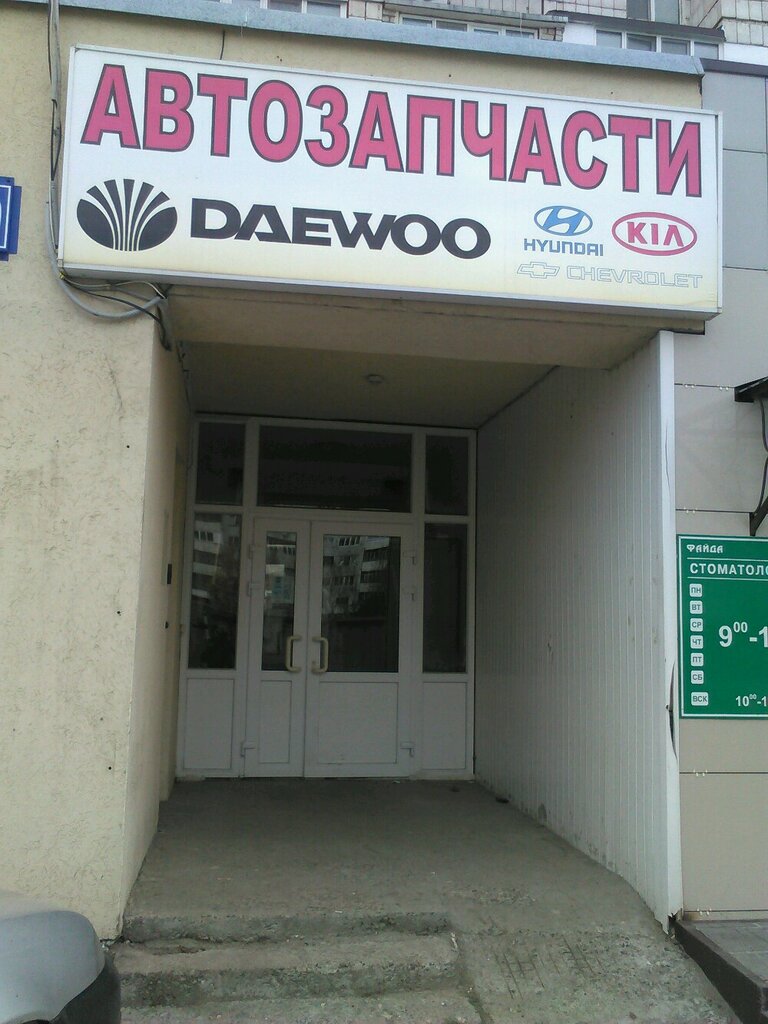 АВТОЗАПЧАСТИ
DAEWOO
HYUNDAI
KIA
CHEVROLET
ФАЙДА
СТОМАТОЛО
ПН
ВТ
СР
ЧТ
ПТ
СБ
9⁰⁰-1
ВСК
10⁰⁰-1